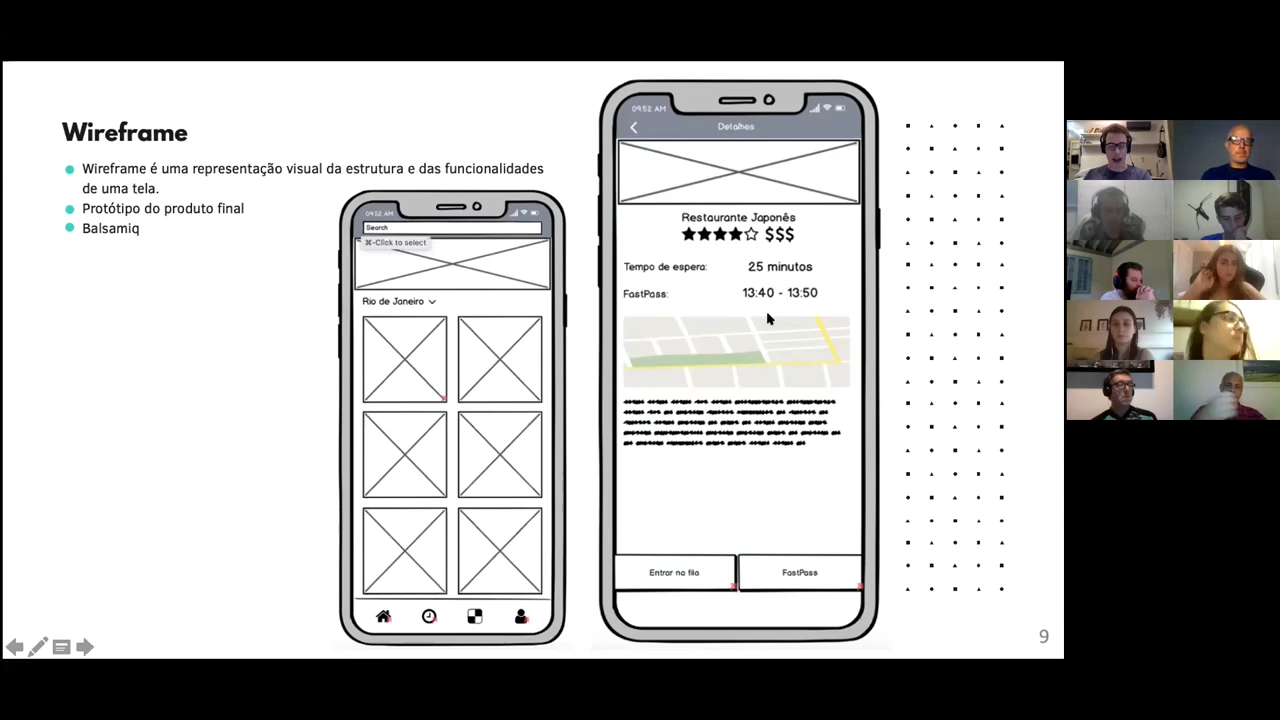 Wireframe
Wireframe é uma representação visual da estrutura e das funcionalidades
de uma tela.
Protótipo do produto final
Balsamiq
09:52 AM
Search
⌘-Click to select
Rio de Janeiro
09:52 AM
Detalhes
Restaurante Japonês
$$$
Tempo de espera: 25 minutos
FastPass: 13:40 - 13:50
Entrar na fila
FastPass
9